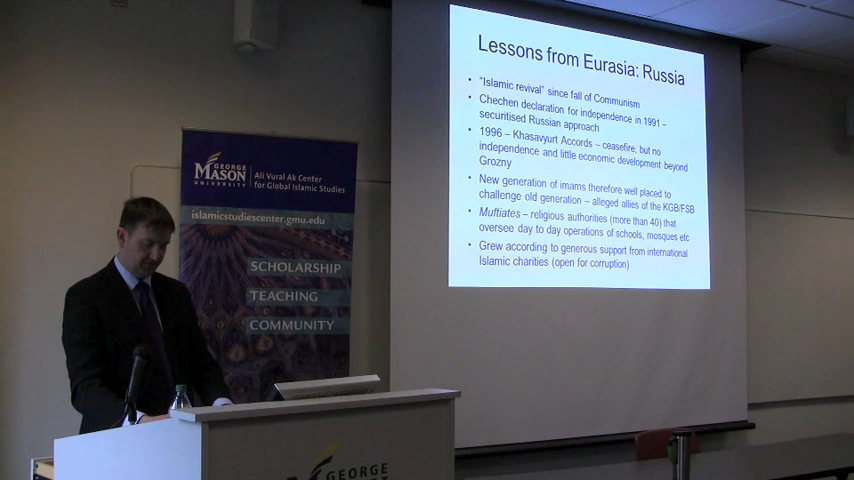 Lessons from Eurasia: Russia
• "Islamic revival" since fall of Communism
• Chechen declaration for independence in 1991 –
securitised Russian approach
• 1996 – Khasavyurt Accords – ceasefire, but no
independence and little economic development beyond
Grozny
• New generation of imams therefore well placed to
challenge old generation – alleged allies of the KGB/FSB
• Muftiates – religious authorities (more than 40) that
oversee day to day operations of schools, mosques etc
• Grew according to generous support from international
Islamic charities (open for corruption)
GEORGE
MASON
UNIVERSITY
Ali Vural Ak Center
for Global Islamic Studies
islamicstudiescenter.gmu.edu
SCHOLARSHIP
TEACHING
COMMUNITY
GEORGE